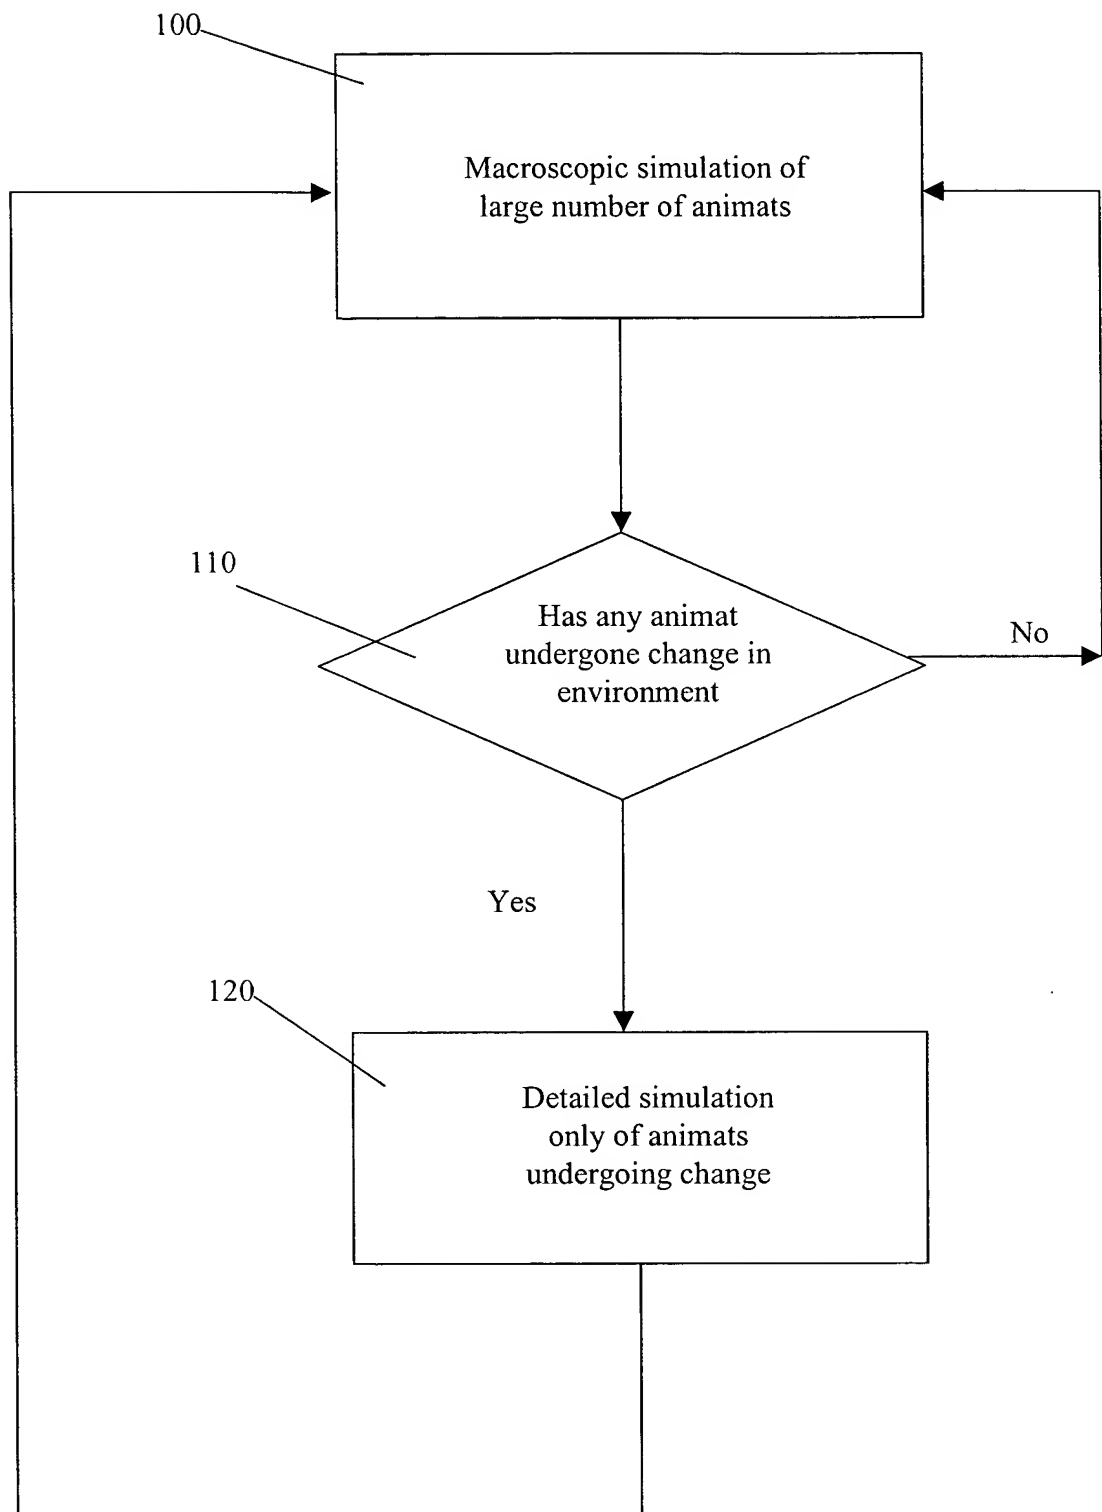 100
Macroscopic simulation of
large number of animats
110
Has any animat
undergone change in
environment
No
Yes
120
Detailed simulation
only of animats
undergoing change